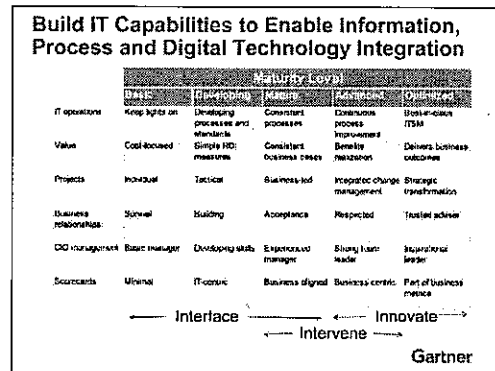 Build IT Capabilities to Enable Information,
Process and Digital Technology Integration
Maturity Level
Basic Developing Mature Advanced Optimized
IT operations Keep lights on Developing processes and standards Consistent processes Continuous process improvement ITSM
Value Cost-focused Simple ROI measures Consistent business cases Benefits realization Delivers business outcomes
Projects Individual Tactical Business-led Integrated change management Strategic transformation
Business relationships Survival Building Acceptance Respected Trusted adviser
CIO management Basic manager Developing skills Experienced manager Strong team leader Inspirational leader
Scorecards Minimal IT-centric Business aligned Business centric Part of business metrics
Interface Innovate
Intervene
Gartner